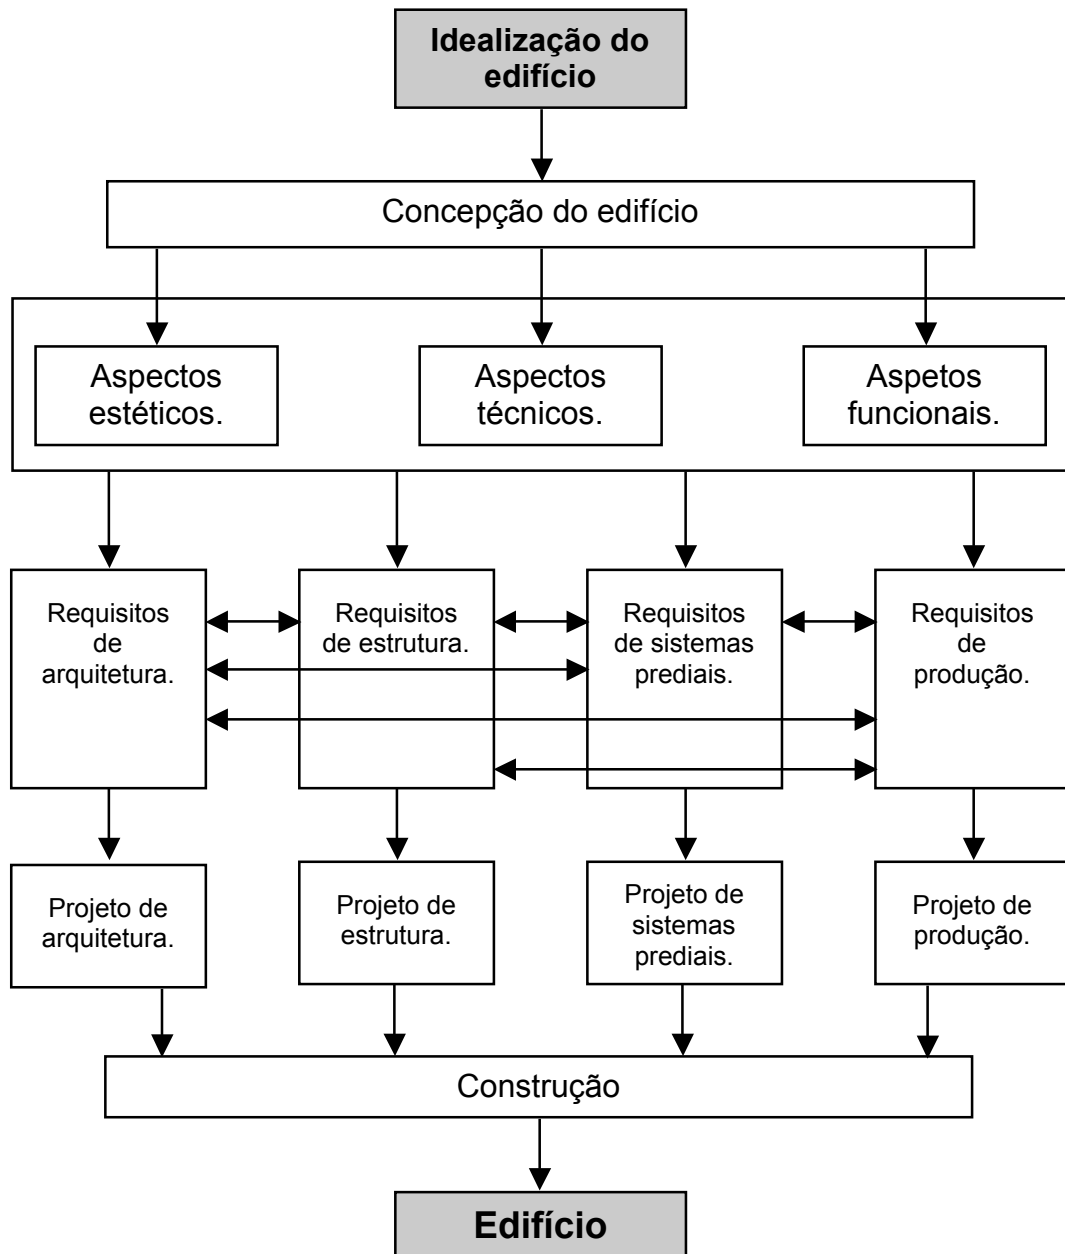 Idealização do
edifício
Concepção do edifício
Aspectos
estéticos.
Aspectos
técnicos.
Aspetos
funcionais.
Requisitos
de
arquitetura.
Requisitos
de estrutura.
Requisitos
de sistemas
prediais.
Requisitos
de
produção.
Projeto de
arquitetura.
Projeto de
estrutura.
Projeto de
sistemas
prediais.
Projeto de
produção.
Construção
Edifício